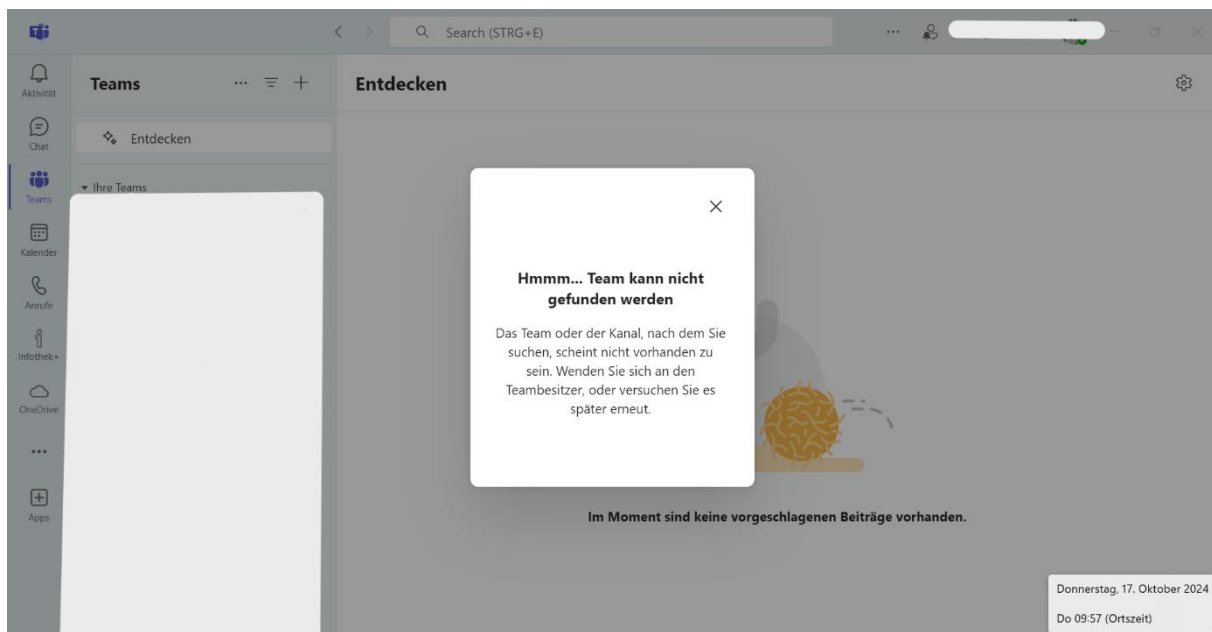 Search (STRG+E)
Aktivität
Chat
Teams
Kalender
Anrufe
Infothek+
OneDrive
Apps
Teams
Entdecken
Ihre Teams
Entdecken
Hmmm... Team kann nicht
gefunden werden
Das Team oder der Kanal, nach dem Sie
suchen, scheint nicht vorhanden zu
sein. Wenden Sie sich an den
Teambesitzer, oder versuchen Sie es
später erneut.
Im Moment sind keine vorgeschlagenen Beiträge vorhanden.
Donnerstag, 17. Oktober 2024
Do 09:57 (Ortszeit)